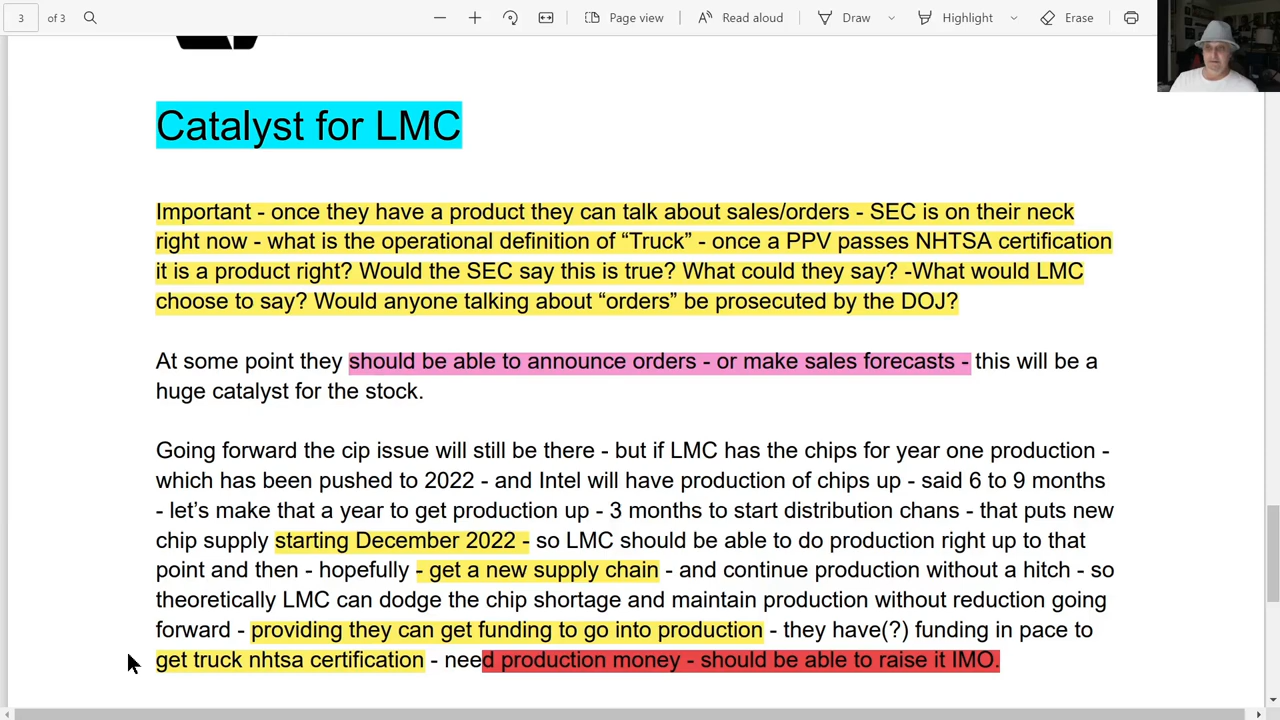 3 of 3 Page view Read aloud Draw Highlight Erase
Catalyst for LMC
Important - once they have a product they can talk about sales/orders - SEC is on their neck
right now - what is the operational definition of “Truck” - once a PPV passes NHTSA certification
it is a product right? Would the SEC say this is true? What could they say? -What would LMC
choose to say? Would anyone talking about “orders” be prosecuted by the DOJ?
At some point they should be able to announce orders - or make sales forecasts - this will be a
huge catalyst for the stock.
Going forward the cip issue will still be there - but if LMC has the chips for year one production -
which has been pushed to 2022 - and Intel will have production of chips up - said 6 to 9 months
- let’s make that a year to get production up - 3 months to start distribution chans - that puts new
chip supply starting December 2022 - so LMC should be able to do production right up to that
point and then - hopefully - get a new supply chain - and continue production without a hitch - so
theoretically LMC can dodge the chip shortage and maintain production without reduction going
forward - providing they can get funding to go into production - they have(?) funding in pace to
get truck nhtsa certification - need production money - should be able to raise it IMO.